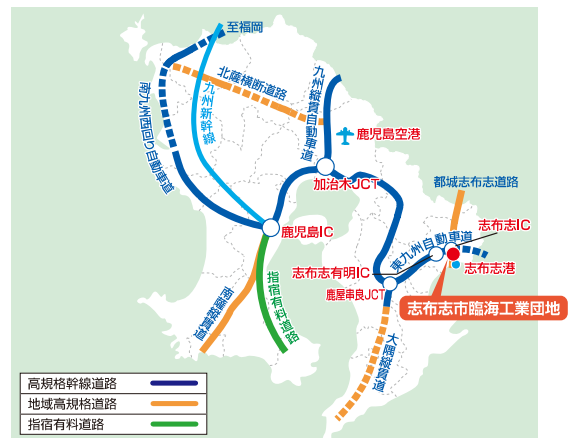 至福岡
北薩横断道路
九州新幹線
南九州西回り自動車道
九州縦貫自動車道
鹿児島空港
加治木JCT
都城志布志道路
志布志IC
鹿児島IC
東九州自動車道
志布志有明IC
志布志港
鹿屋串良JCT
志布志市臨海工業団地
指宿有料道路
南薩縦貫道
大隅縦貫道
高規格幹線道路
地域高規格道路
指宿有料道路